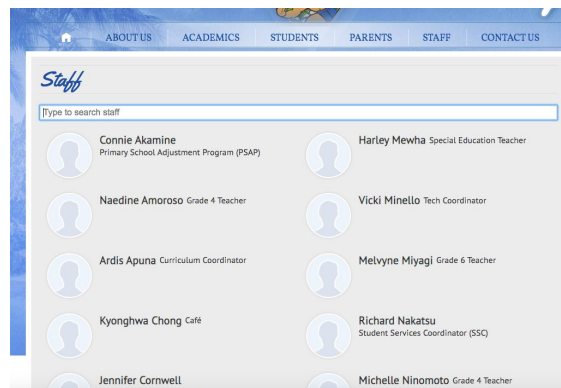 ABOUT US ACADEMICS STUDENTS PARENTS STAFF CONTACT US
Staff
Type to search staff
Connie Akamine
Primary School Adjustment Program (PSAP)
Harley Mewha Special Education Teacher
Naedine Amoroso Grade 4 Teacher
Vicki Minello Tech Coordinator
Ardis Apuna Curriculum Coordinator
Melvyne Miyagi Grade 6 Teacher
Kyonghwa Chong Café
Richard Nakatsu
Student Services Coordinator (SSC)
Jennifer Cornwell
Michelle Ninomoto Grade 4 Teacher